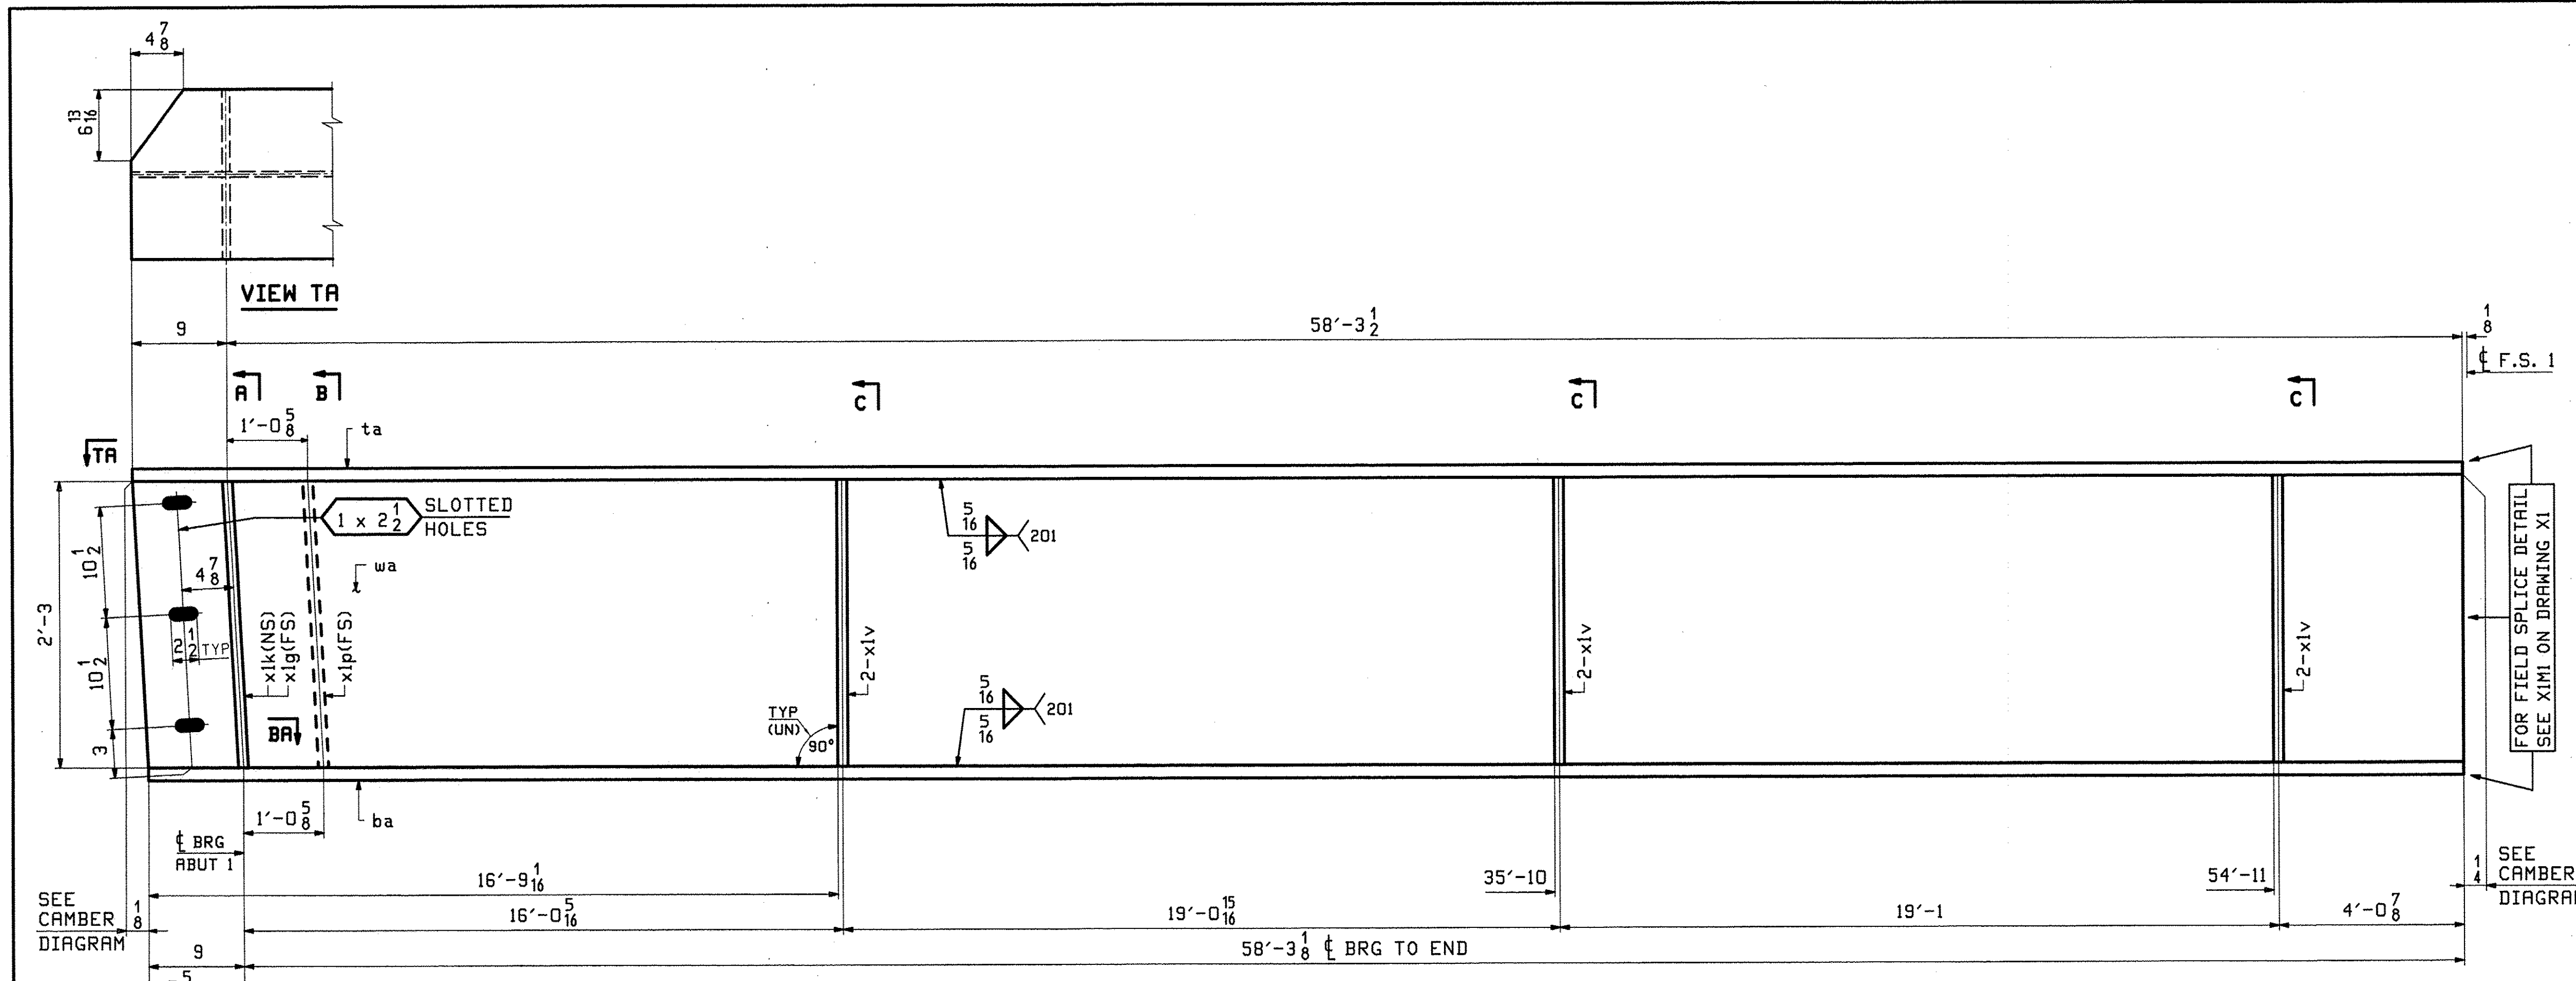 4 7/8
6 13/16
VIEW TA
9
58'-3 1/2
1/8
℄ F.S. 1
A
B
C
C
C
1'-0 5/8
ta
TA
1 x 2 1/2 SLOTTED
HOLES
5/16
5/16
201
10 1/2
4 7/8
wa
2'-3
x1k(NS)
x1g(FS)
x1p(FS)
2 1/2 TYP
10 1/2
3
BA
2-x1v
2-x1v
2-x1v
FOR FIELD SPLICE DETAIL
SEE X1M1 ON DRAWING X1
TYP
(UN)
90°
5/16
5/16
201
1'-0 5/8
ba
℄ BRG
ABUT 1
SEE
CAMBER
DIAGRAM
1/8
16'-9 1/16
35'-10
54'-11
1/4
SEE
CAMBER
16'-0 5/16
19'-0 15/16
19'-1
4'-0 7/8
9
58'-3 1/8 ℄ BRG TO END